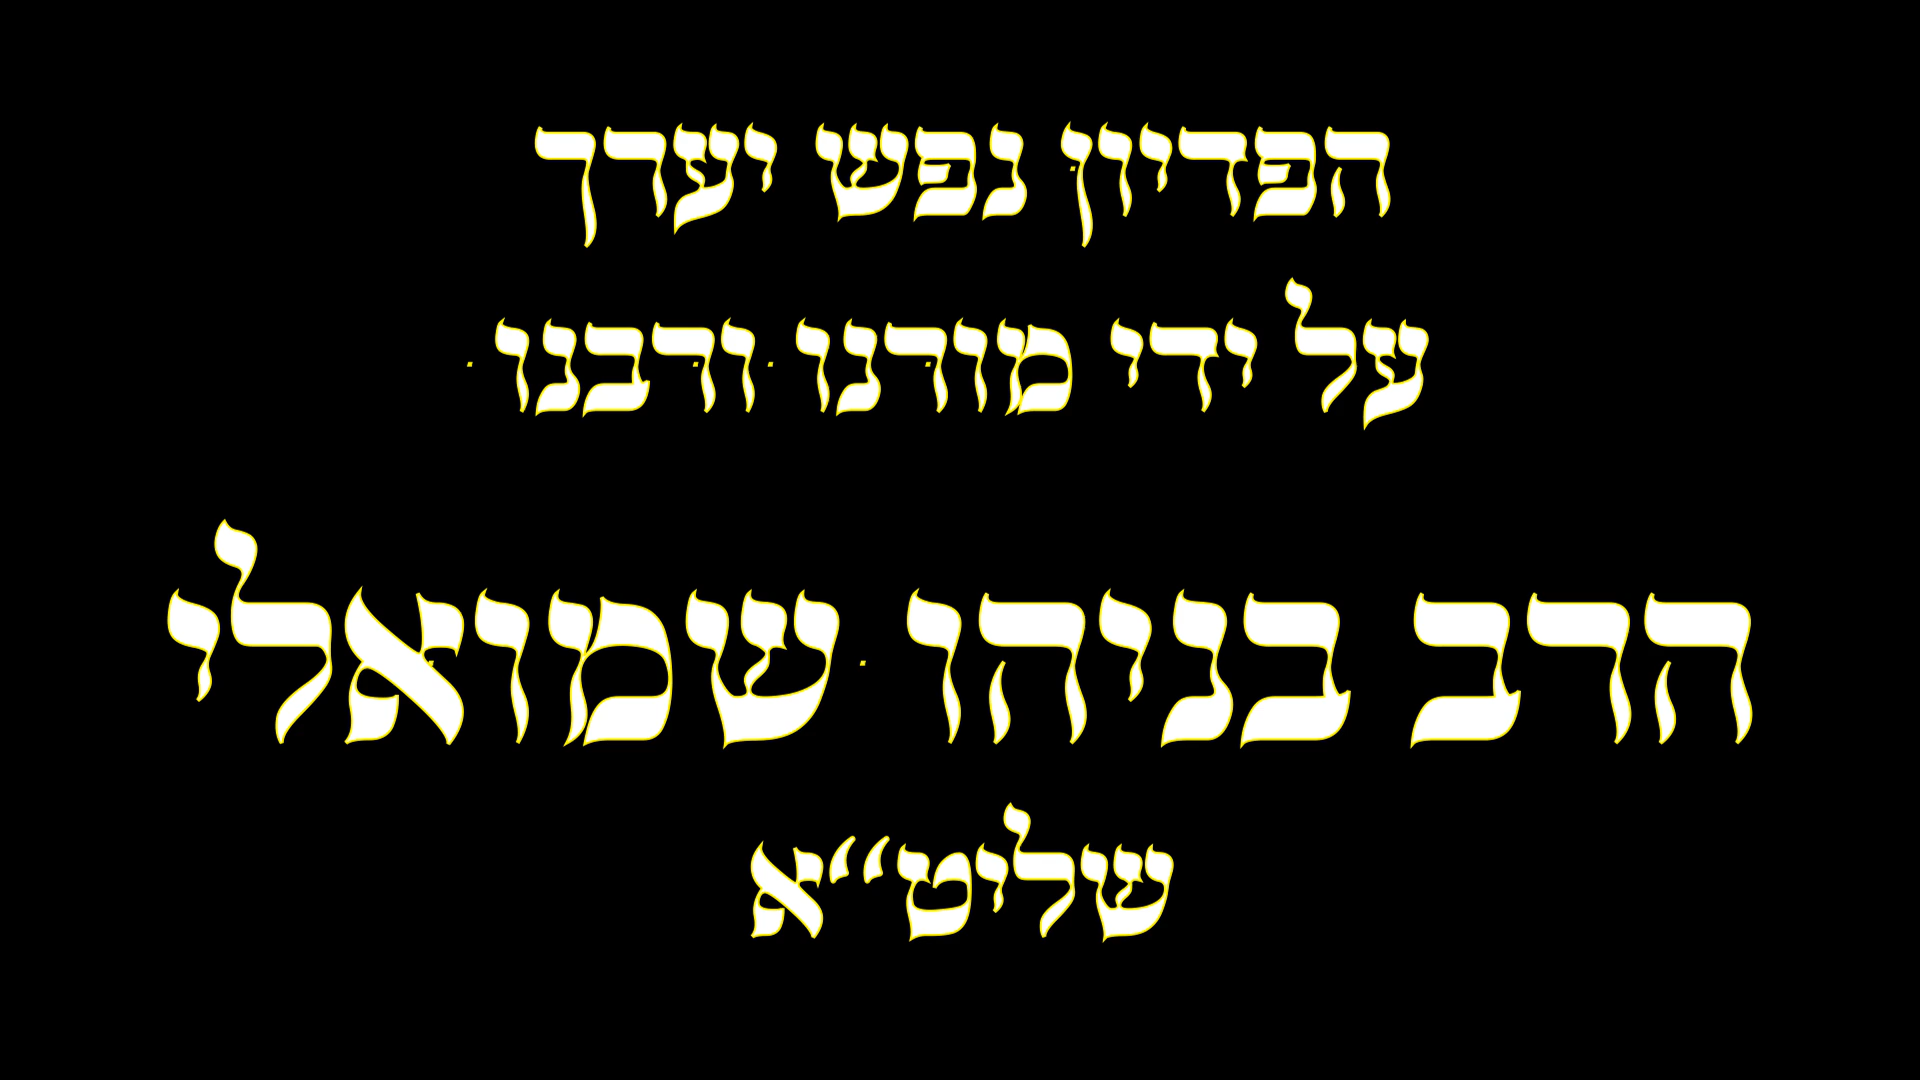 הפדיון נפש יערך
על ידי מורנו ורבנו
הרב בניהו שמואלי
שליט״א